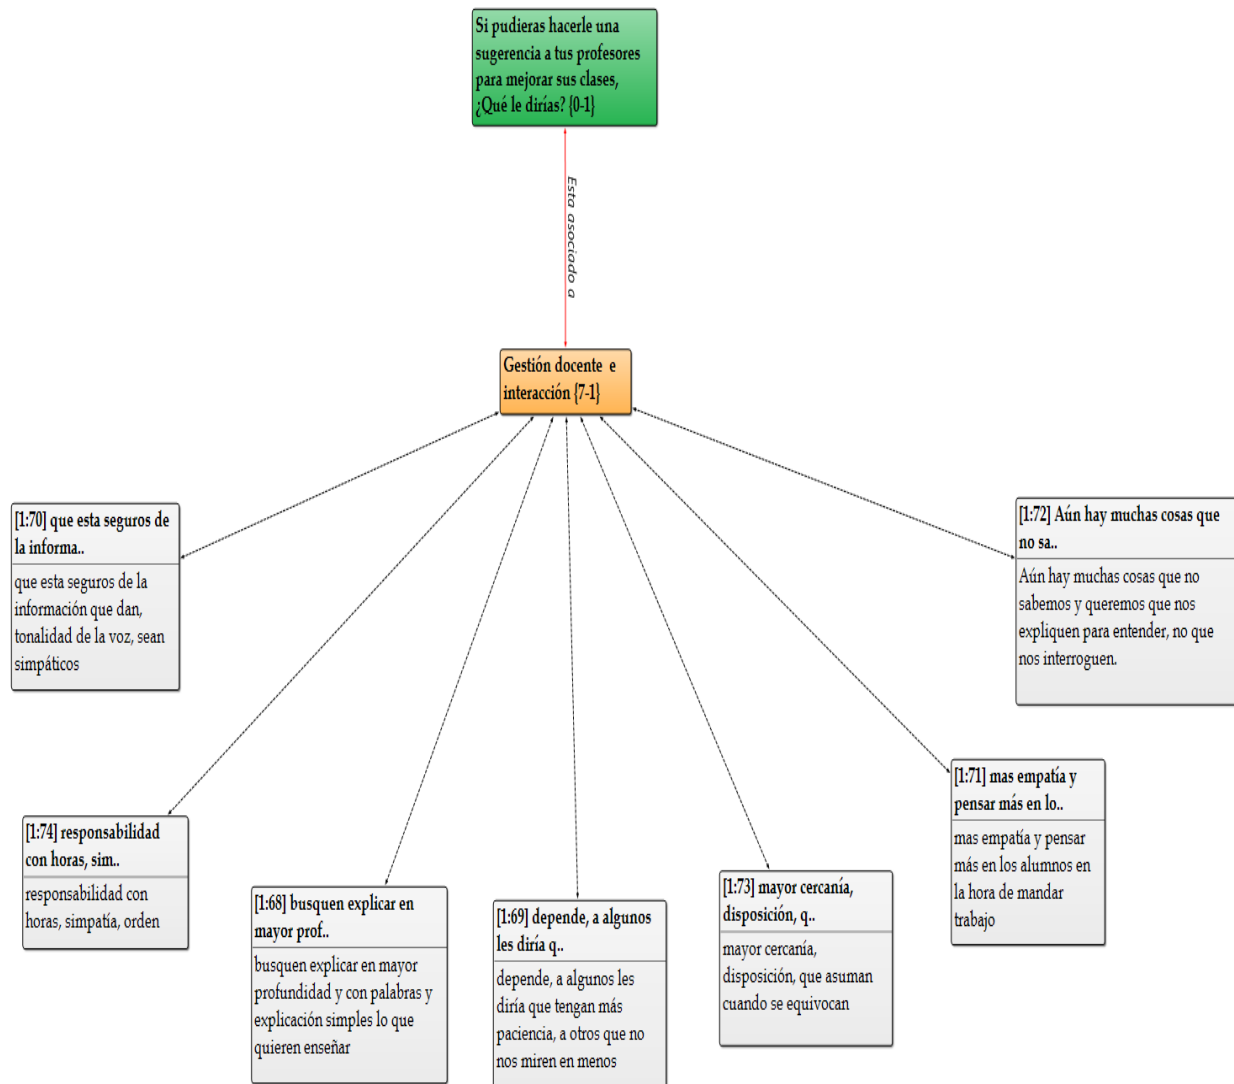 Si pudieras hacerle una
sugerencia a tus profesores
para mejorar sus clases,
¿Qué le dirías? {0-1}
Esta asociado a
Gestión docente e
interacción {7-1}
[1:70] que esta seguros de
la informa..
que esta seguros de la
información que dan,
tonalidad de la voz, sean
simpáticos
[1:72] Aún hay muchas cosas que
no sa..
Aún hay muchas cosas que no
sabemos y queremos que nos
expliquen para entender, no que
nos interroguen.
[1:74] responsabilidad
con horas, sim..
responsabilidad con
horas, simpatía, orden
[1:68] busquen explicar en
mayor prof..
busquen explicar en mayor
profundidad y con palabras y
explicación simples lo que
quieren enseñar
[1:69] depende, a algunos
les diría q..
depende, a algunos les
diría que tengan más
paciencia, a otros que no
nos miren en menos
[1:73] mayor cercanía,
disposición, q..
mayor cercanía,
disposición, que asuman
cuando se equivocan
[1:71] mas empatía y
pensar más en lo..
mas empatía y pensar
más en los alumnos en
la hora de mandar
trabajo